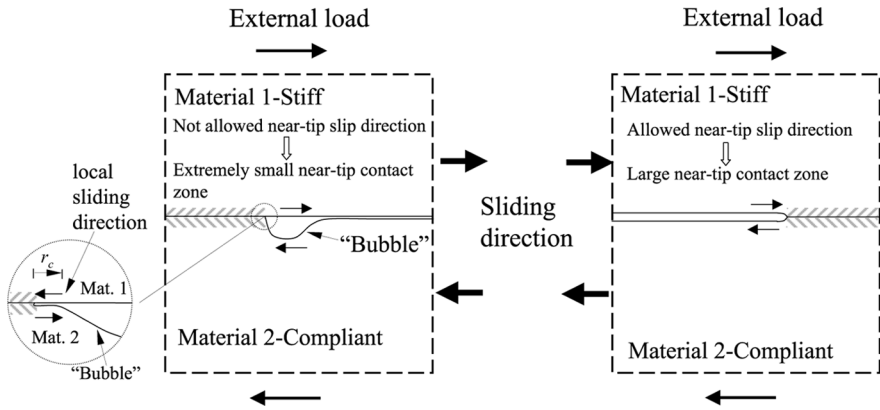 External load
Material 1-Stiff
Not allowed near-tip slip direction
Extremely small near-tip contact
zone
local
sliding
direction
r_c
Mat. 1
Mat. 2
“Bubble”
“Bubble”
Material 2-Compliant
Sliding
direction
External load
Material 1-Stiff
Allowed near-tip slip direction
Large near-tip contact zone
Material 2-Compliant